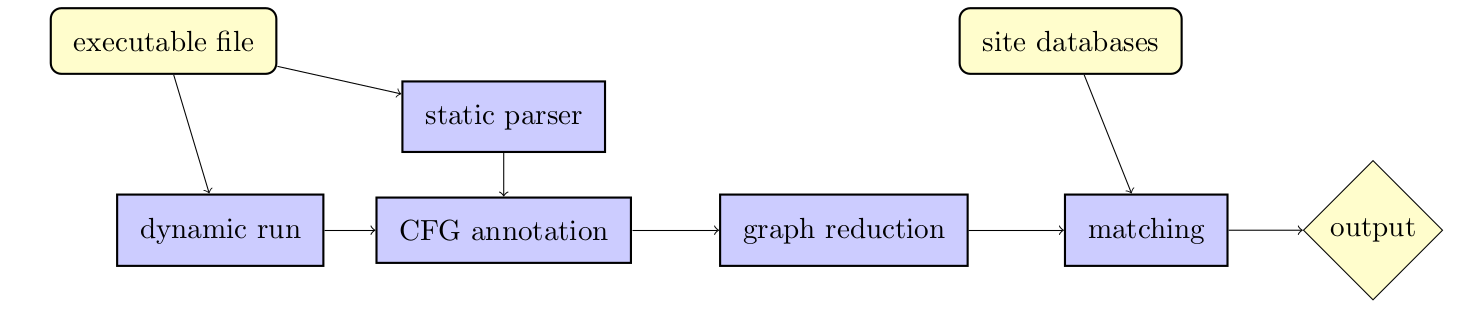 executable file
site databases
static parser
dynamic run
CFG annotation
graph reduction
matching
output